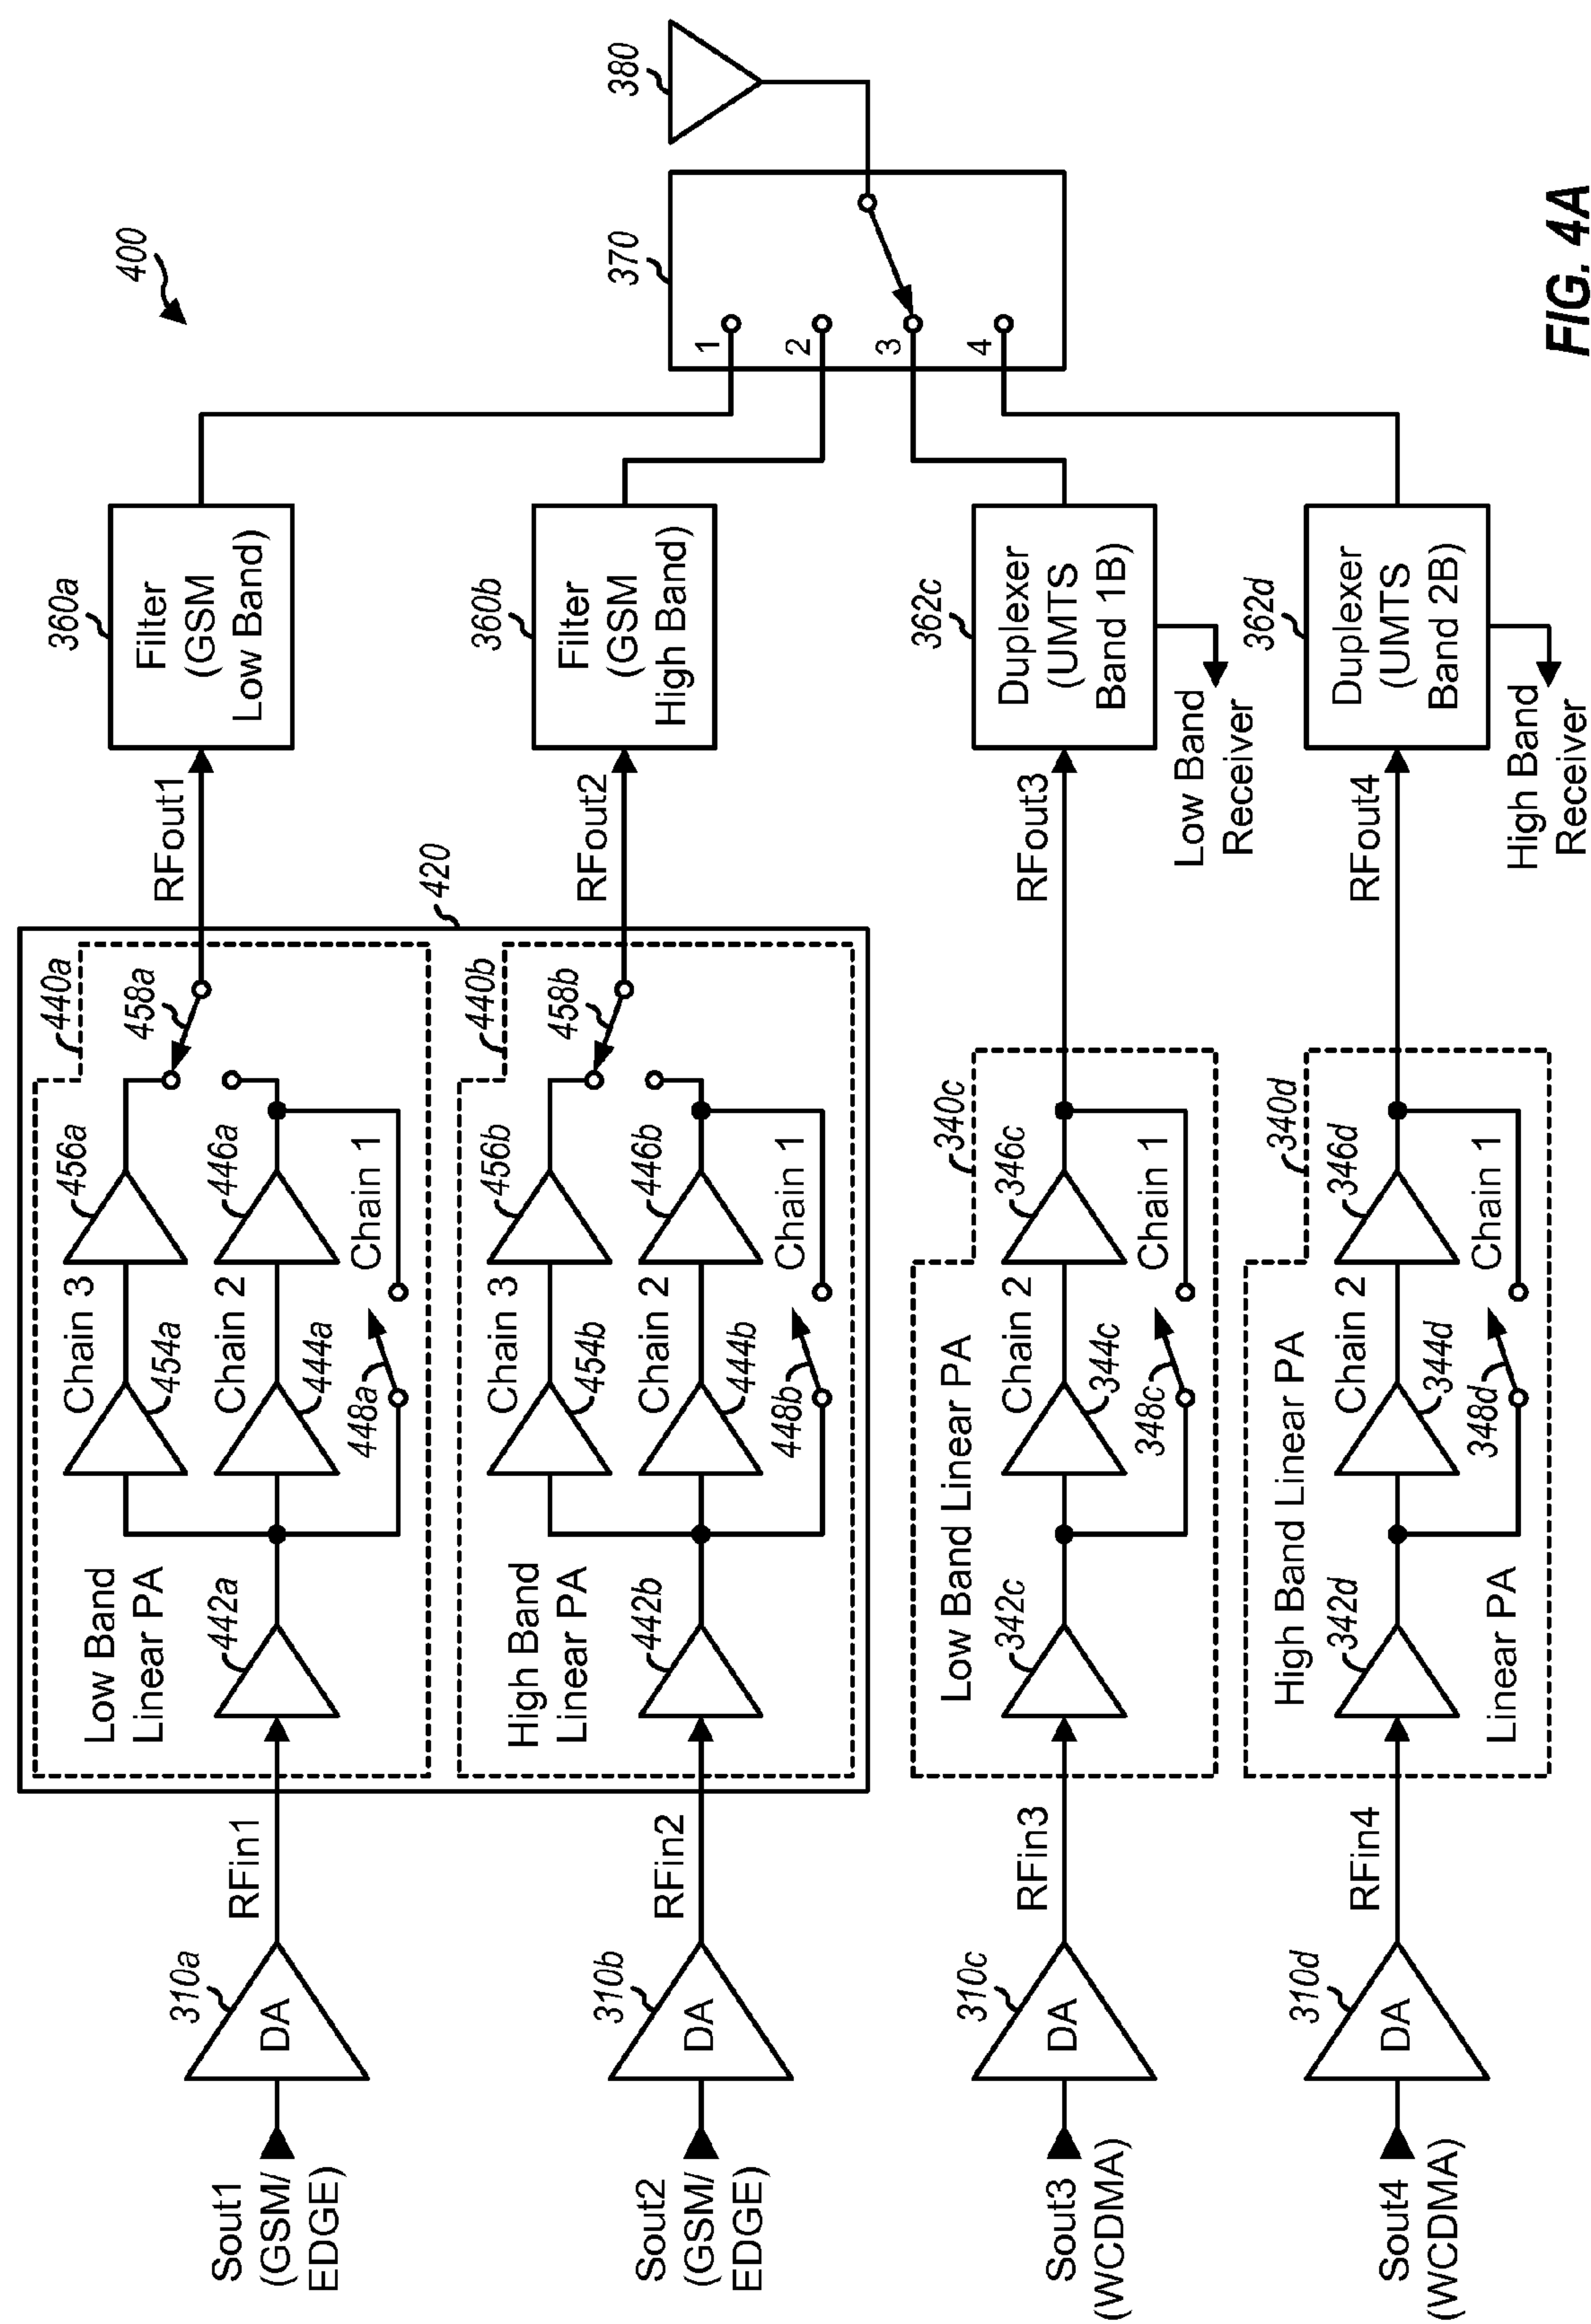 400
Sout1
(GSM/
EDGE)
310a
DA
RFin1
420
440a
Low Band
Linear PA
442a
Chain 3
454a
456a
458a
Chain 2
444a
446a
448a
Chain 1
RFout1
360a
Filter
(GSM
Low Band)
Sout2
(GSM/
EDGE)
310b
DA
RFin2
440b
High Band
Linear PA
442b
Chain 3
454b
456b
458b
Chain 2
444b
446b
448b
Chain 1
RFout2
360b
Filter
(GSM
High Band)
370
1
2
3
4
380
Sout3
(WCDMA)
310c
DA
RFin3
340c
Low Band Linear PA
342c
Chain 2
344c
346c
348c
Chain 1
RFout3
362c
Duplexer
(UMTS
Band 1B)
Low Band
Receiver
Sout4
(WCDMA)
310d
DA
RFin4
340d
High Band Linear PA
342d
Chain 2
344d
346d
348d
Chain 1
Linear PA
RFout4
362d
Duplexer
(UMTS
Band 2B)
High Band
Receiver
FIG. 4A